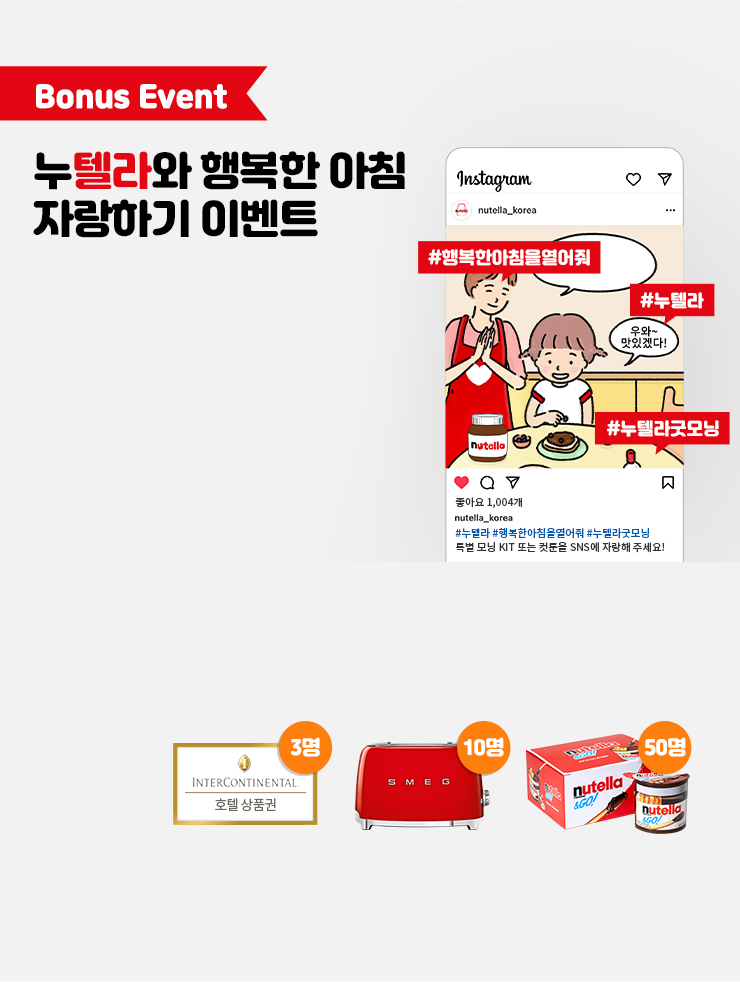 Bonus Event
누텔라와 행복한 아침
자랑하기 이벤트
Instagram
nutella_korea
#행복한아침을열어줘
#누텔라
우와~
맛있겠다!
#누텔라굿모닝
nutella
좋아요 1,004개
nutella_korea
#누텔라 #행복한아침을열어줘 #누텔라굿모닝
특별 모닝 KIT 또는 컷툰을 SNS에 자랑해 주세요!
3명
INTERCONTINENTAL.
호텔 상품권
10명
SMEG
50명
nutella
&GO!
nutella
&GO!